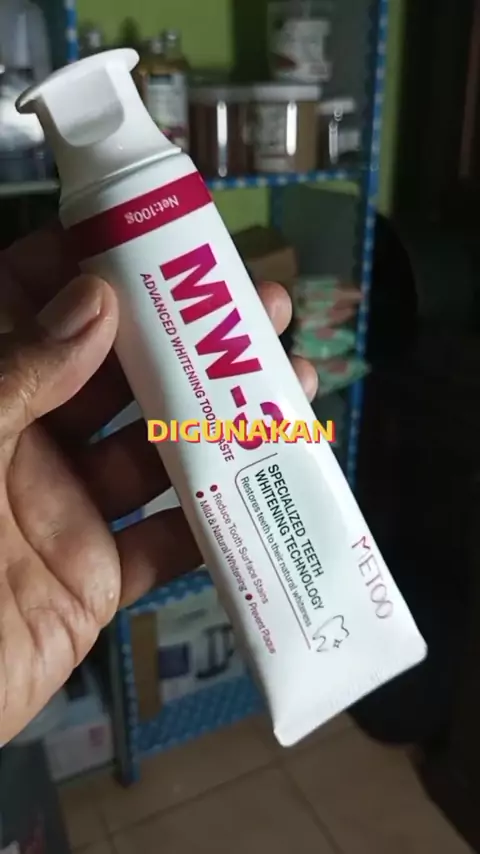 Net:100g
MW-3
ADVANCED WHITENING TOOTHPASTE
DIGUNAKAN
SPECIALIZED TEETH
WHITENING TECHNOLOGY
Restores teeth to their natural whiteness
Reduce Tooth Surface Stains
Mild & Natural Whitening ● Prevent Plaque
METOO